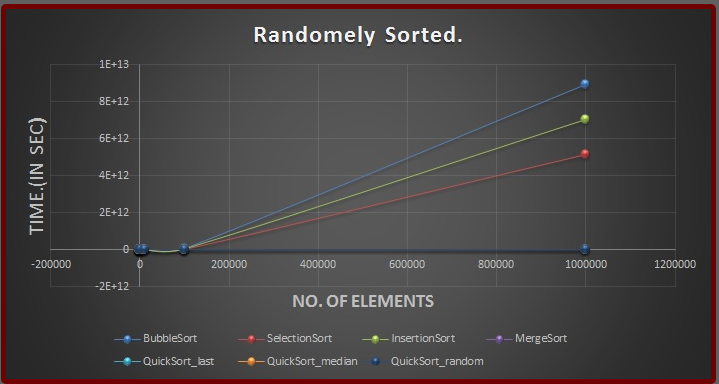 Randomely Sorted.
1E+13
8E+12
6E+12
4E+12
2E+12
0
-2E+12
TIME.(IN SEC)
-200000 0 200000 400000 600000 800000 1000000 1200000
NO. OF ELEMENTS
BubbleSort SelectionSort InsertionSort MergeSort
QuickSort_last QuickSort_median QuickSort_random